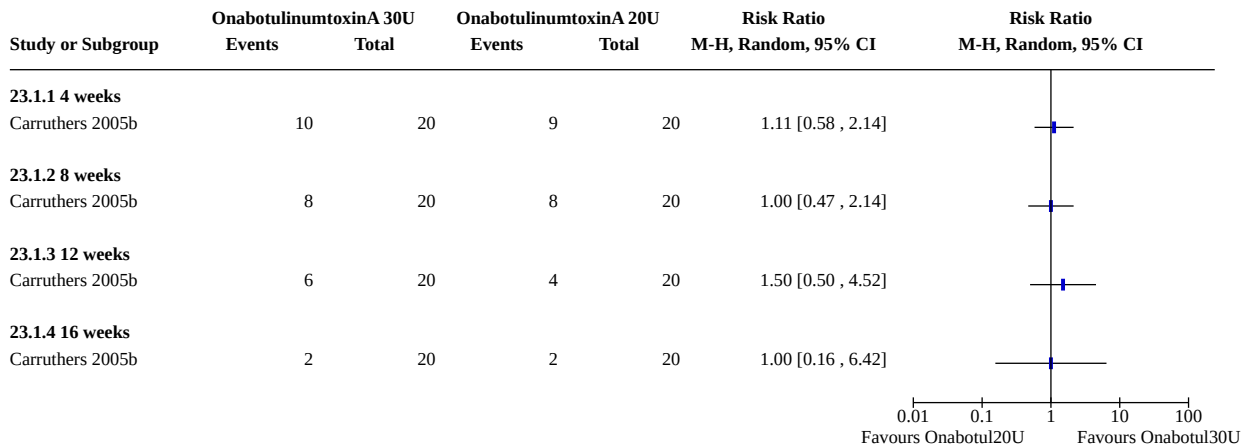 OnabotulinumtoxinA 30U OnabotulinumtoxinA 20U Risk Ratio Risk Ratio
Study or Subgroup Events Total Events Total M-H, Random, 95% CI M-H, Random, 95% CI
23.1.1 4 weeks
Carruthers 2005b 10 20 9 20 1.11 [0.58 , 2.14]
23.1.2 8 weeks
Carruthers 2005b 8 20 8 20 1.00 [0.47 , 2.14]
23.1.3 12 weeks
Carruthers 2005b 6 20 4 20 1.50 [0.50 , 4.52]
23.1.4 16 weeks
Carruthers 2005b 2 20 2 20 1.00 [0.16 , 6.42]
0.01 0.1 1 10 100
Favours Onabotul20U Favours Onabotul30U